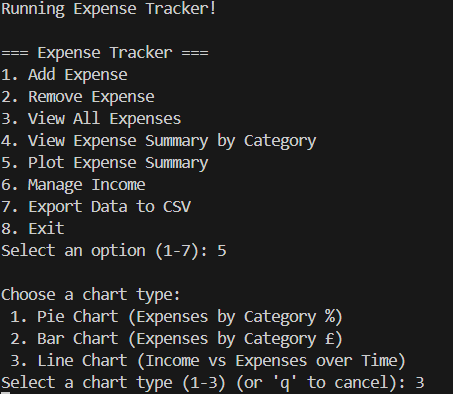 Running Expense Tracker!
=== Expense Tracker ===
1. Add Expense
2. Remove Expense
3. View All Expenses
4. View Expense Summary by Category
5. Plot Expense Summary
6. Manage Income
7. Export Data to CSV
8. Exit
Select an option (1-7): 5
Choose a chart type:
1. Pie Chart (Expenses by Category %)
2. Bar Chart (Expenses by Category £)
3. Line Chart (Income vs Expenses over Time)
Select a chart type (1-3) (or 'q' to cancel): 3